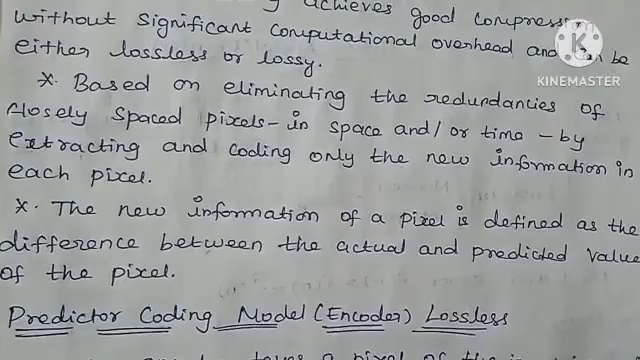 achieves good compression
without significant computational overhead and can be
either lossless or lossy.
* Based on eliminating the redundancies of
closely spaced pixels - in space and/or time - by
extracting and coding only the new information in
each pixel.
* The new information of a pixel is defined as the
difference between the actual and predicted value
of the pixel.
Predictor Coding Model (Encoder) Lossless
KINEMASTER